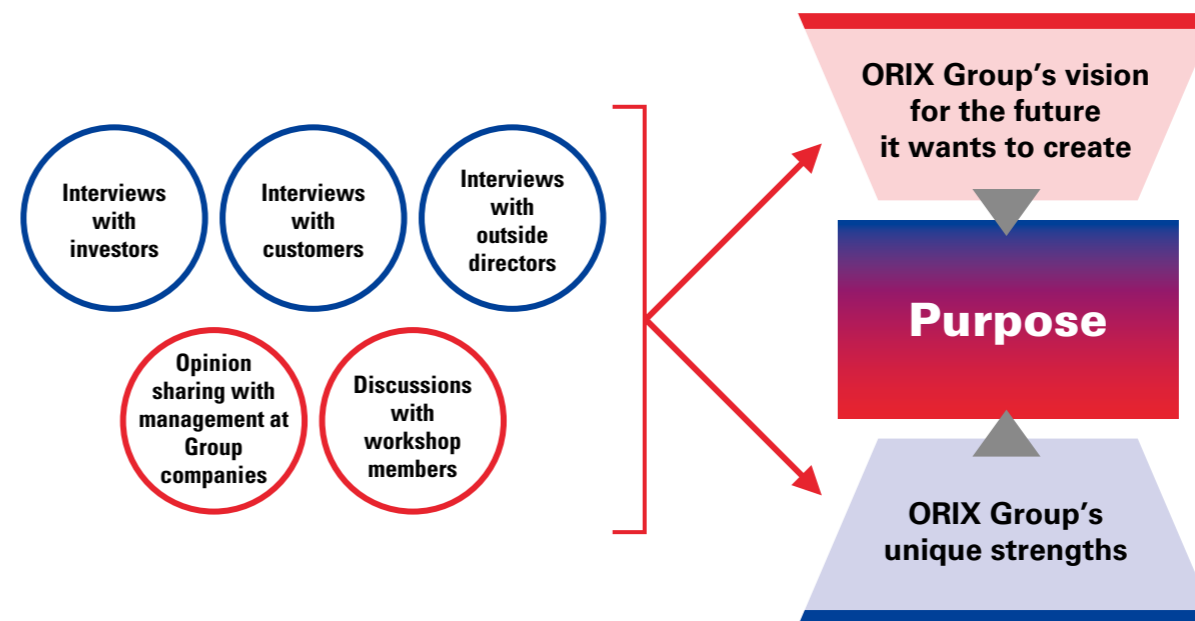 Interviews
with
investors
Interviews
with
customers
Interviews
with
outside
directors
Opinion
sharing with
management at
Group
companies
Discussions
with
workshop
members
ORIX Group’s vision
for the future
it wants to create
Purpose
ORIX Group’s
unique strengths